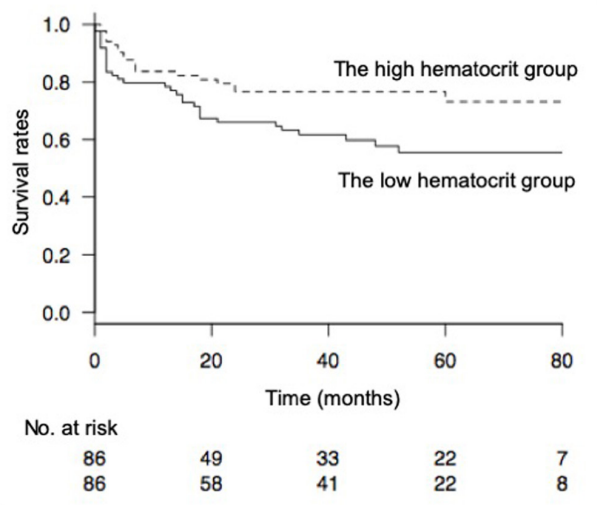 1.0
0.8
0.6
0.4
0.2
0.0
Survival rates
The high hematocrit group
The low hematocrit group
0 20 40 60 80
Time (months)
No. at risk
86 49 33 22 7
86 58 41 22 8